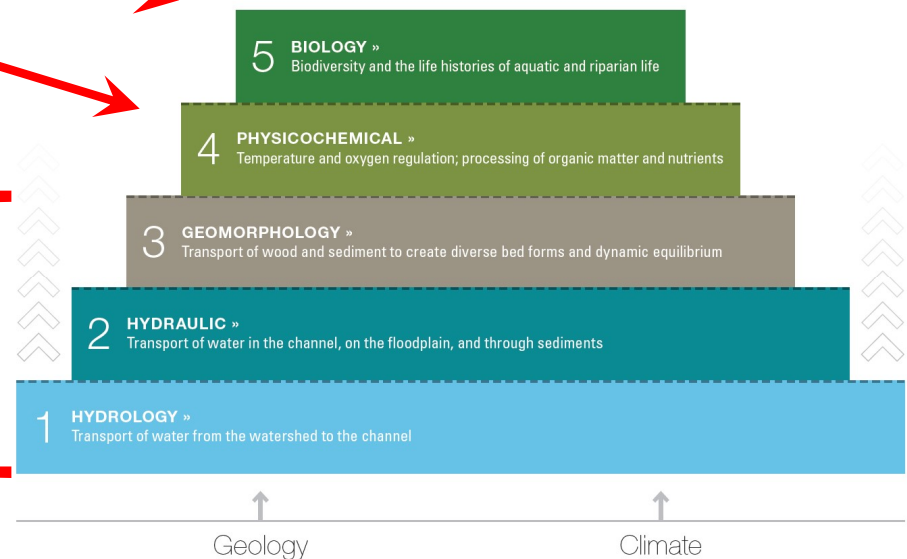 5 BIOLOGY »
Biodiversity and the life histories of aquatic and riparian life
4 PHYSICOCHEMICAL »
Temperature and oxygen regulation; processing of organic matter and nutrients
3 GEOMORPHOLOGY »
Transport of wood and sediment to create diverse bed forms and dynamic equilibrium
2 HYDRAULIC »
Transport of water in the channel, on the floodplain, and through sediments
1 HYDROLOGY »
Transport of water from the watershed to the channel
Geology Climate